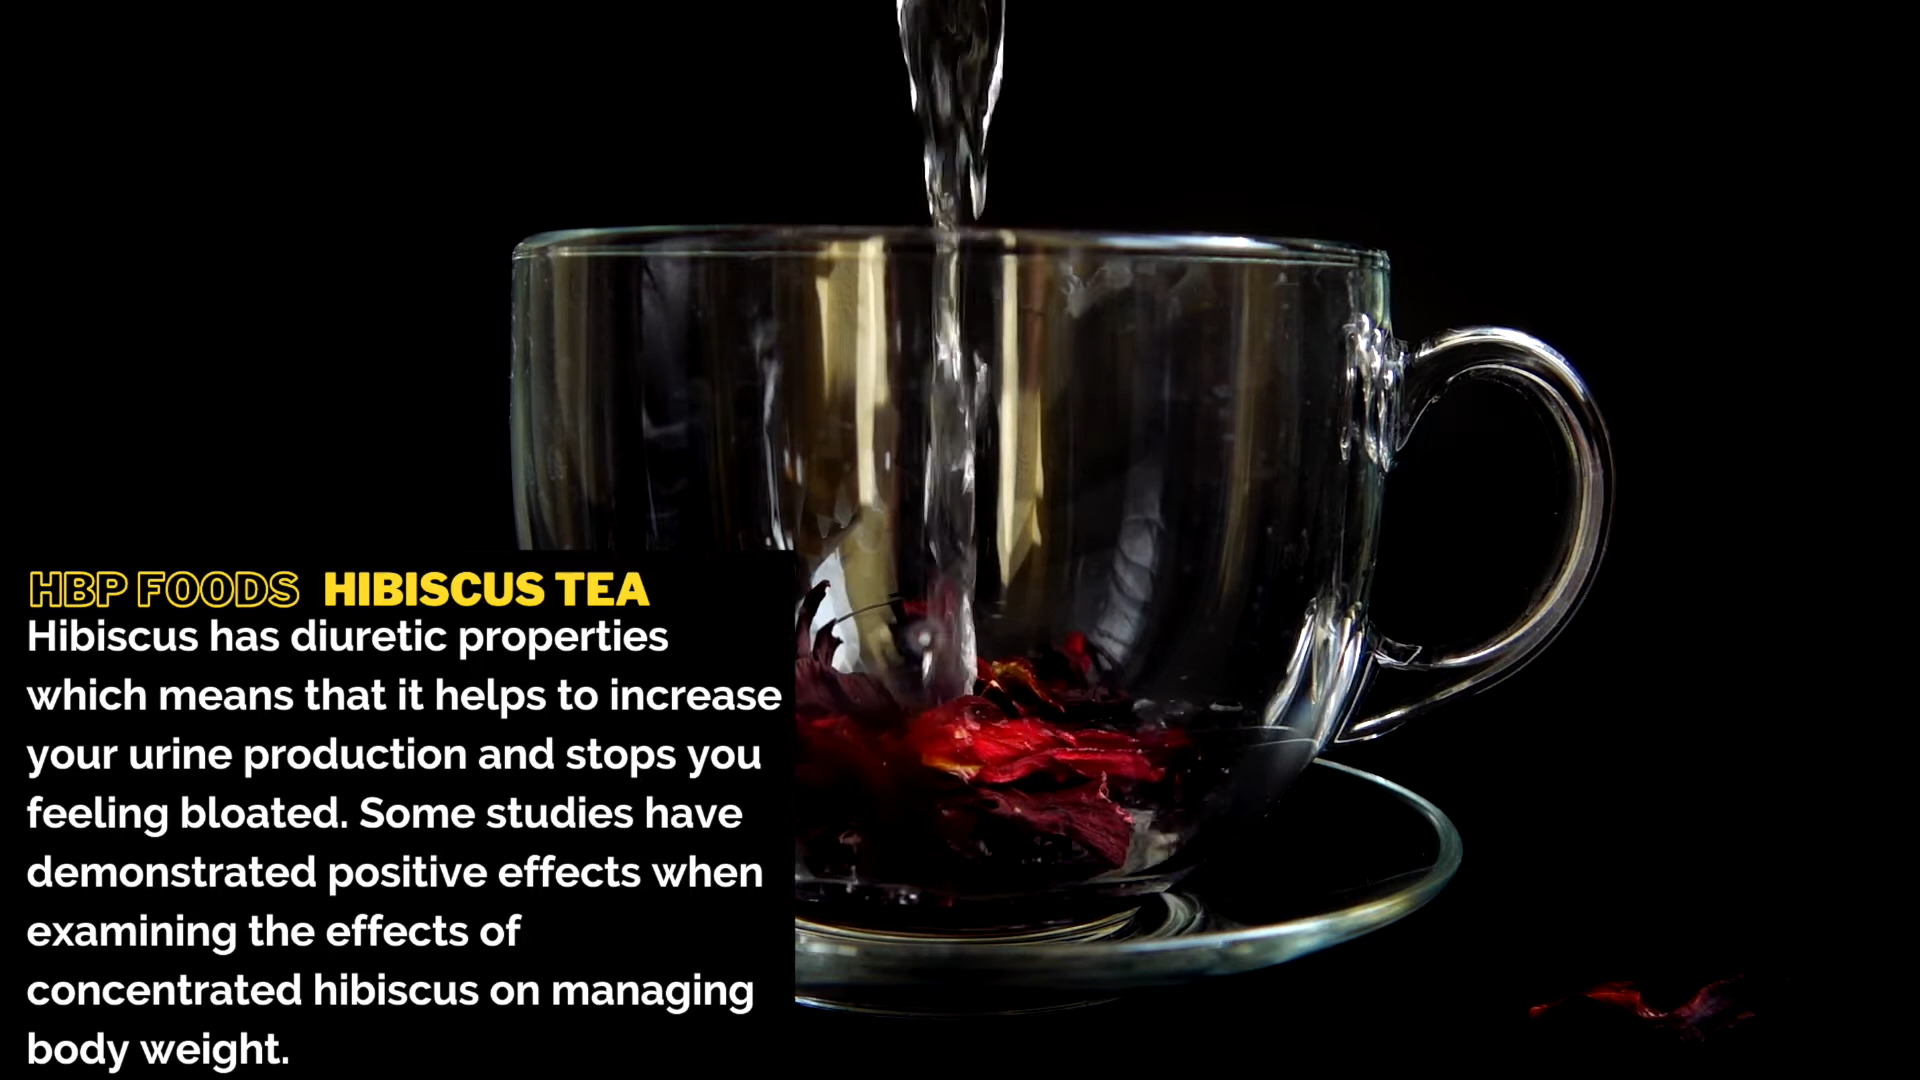 HBP FOODS HIBISCUS TEA
Hibiscus has diuretic properties
which means that it helps to increase
your urine production and stops you
feeling bloated. Some studies have
demonstrated positive effects when
examining the effects of
concentrated hibiscus on managing
body weight.